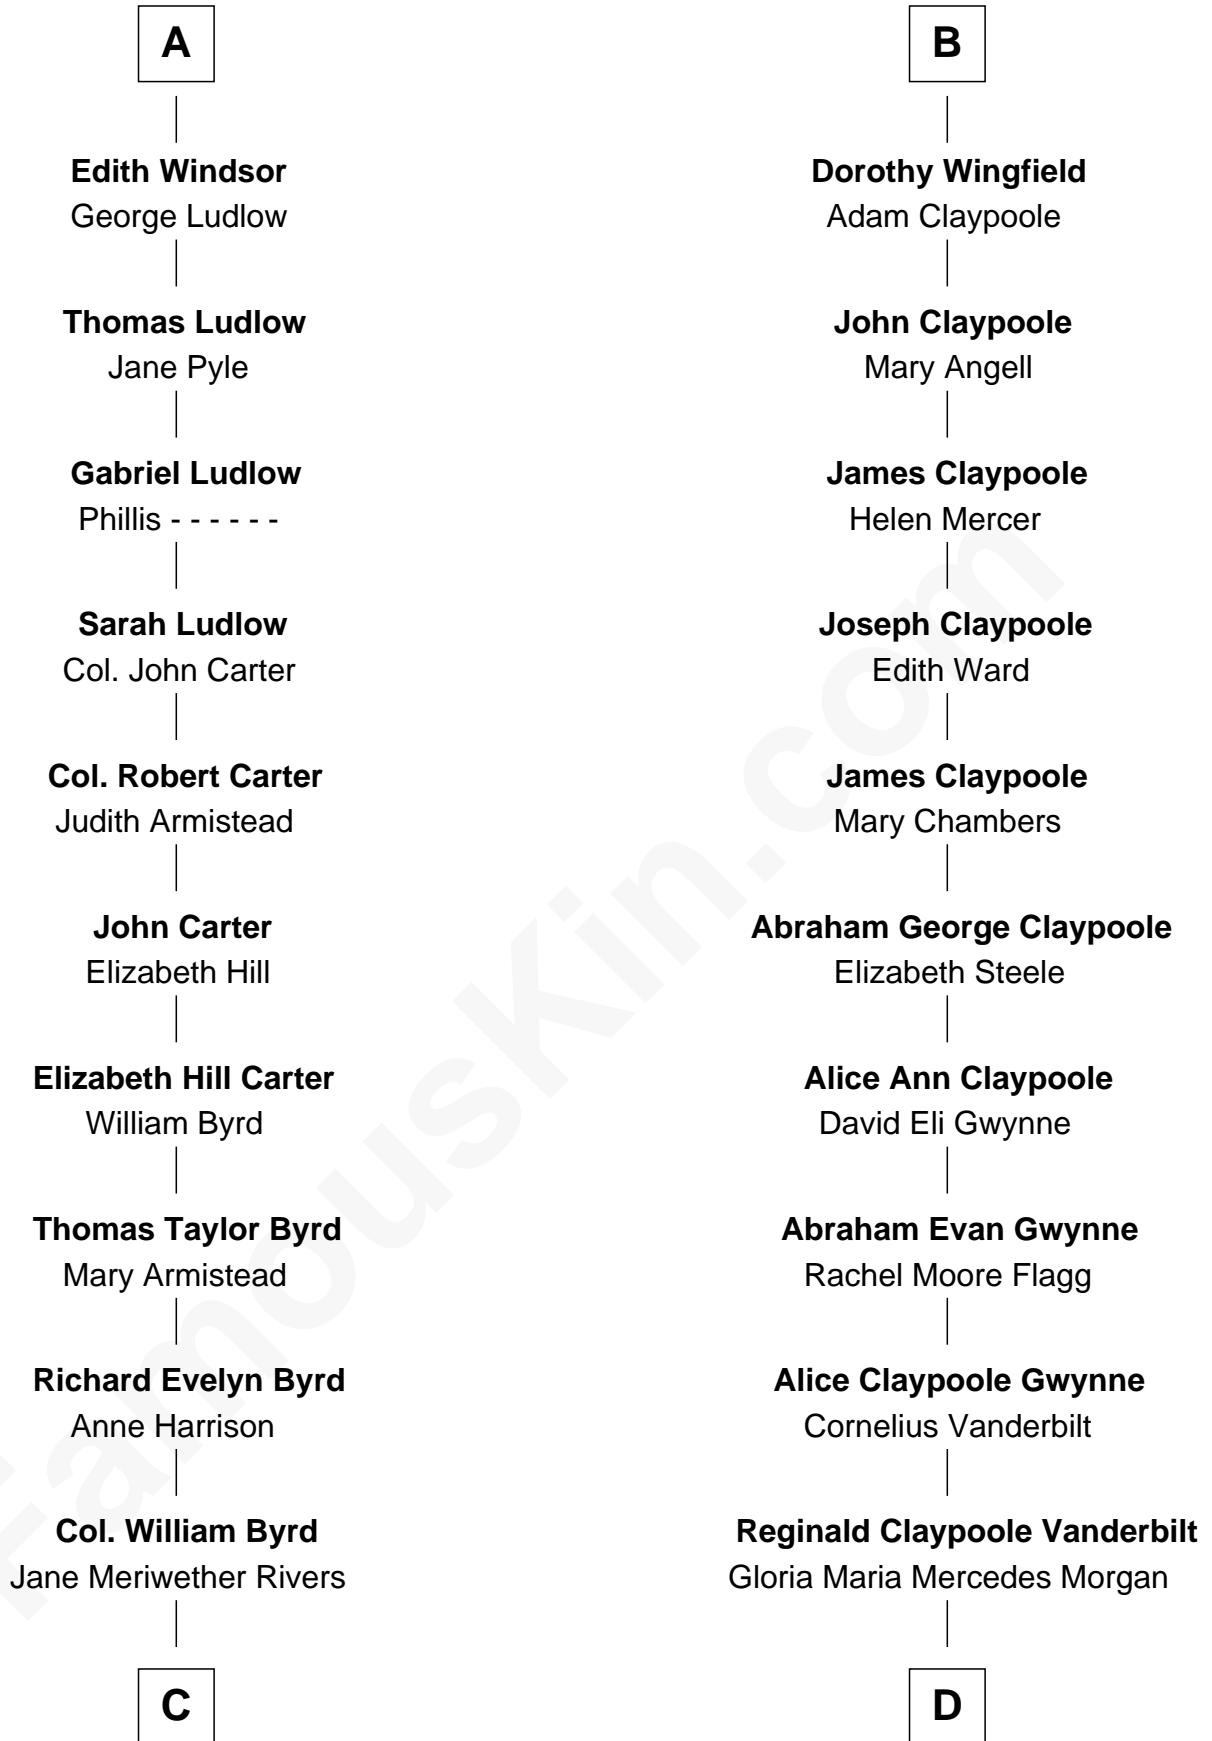 A
Edith Windsor
George Ludlow
Thomas Ludlow
Jane Pyle
Gabriel Ludlow
Phillis - - - - - -
Sarah Ludlow
Col. John Carter
Col. Robert Carter
Judith Armistead
John Carter
Elizabeth Hill
Elizabeth Hill Carter
William Byrd
Thomas Taylor Byrd
Mary Armistead
Richard Evelyn Byrd
Anne Harrison
Col. William Byrd
Jane Meriwether Rivers
C
B
Dorothy Wingfield
Adam Claypoole
John Claypoole
Mary Angell
James Claypoole
Helen Mercer
Joseph Claypoole
Edith Ward
James Claypoole
Mary Chambers
Abraham George Claypoole
Elizabeth Steele
Alice Ann Claypoole
David Eli Gwynne
Abraham Evan Gwynne
Rachel Moore Flagg
Alice Claypoole Gwynne
Cornelius Vanderbilt
Reginald Claypoole Vanderbilt
Gloria Maria Mercedes Morgan
D
FamousKin.com